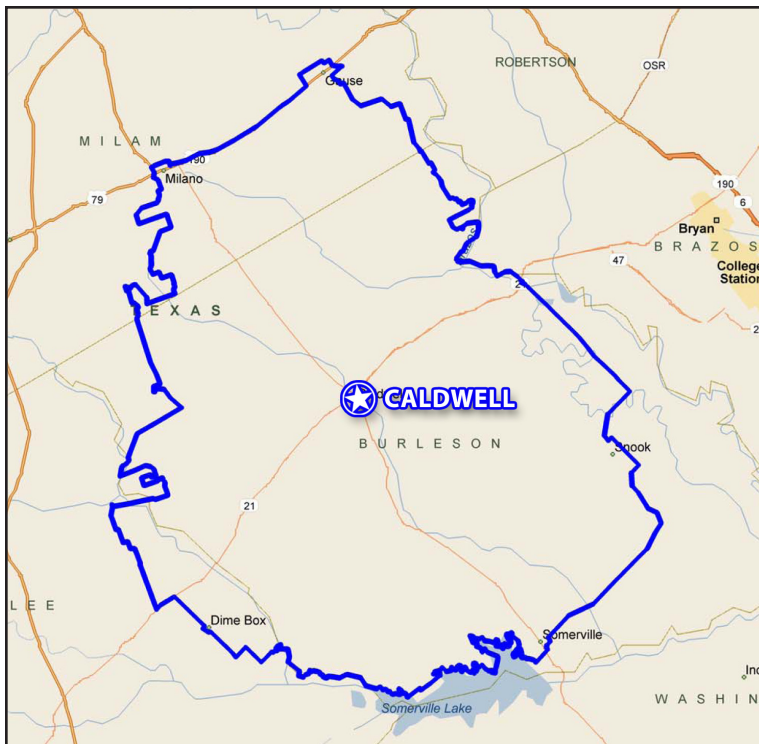 ROBERTSON
OSR
Gause
MILAM
190
Milano
79
190
6
Bryan
BRAZOS
47
College
Station
21
TEXAS
2
CALDWELL
BURLESON
Snook
21
LEE
Dime Box
Somerville
Somerville Lake
WASHIN